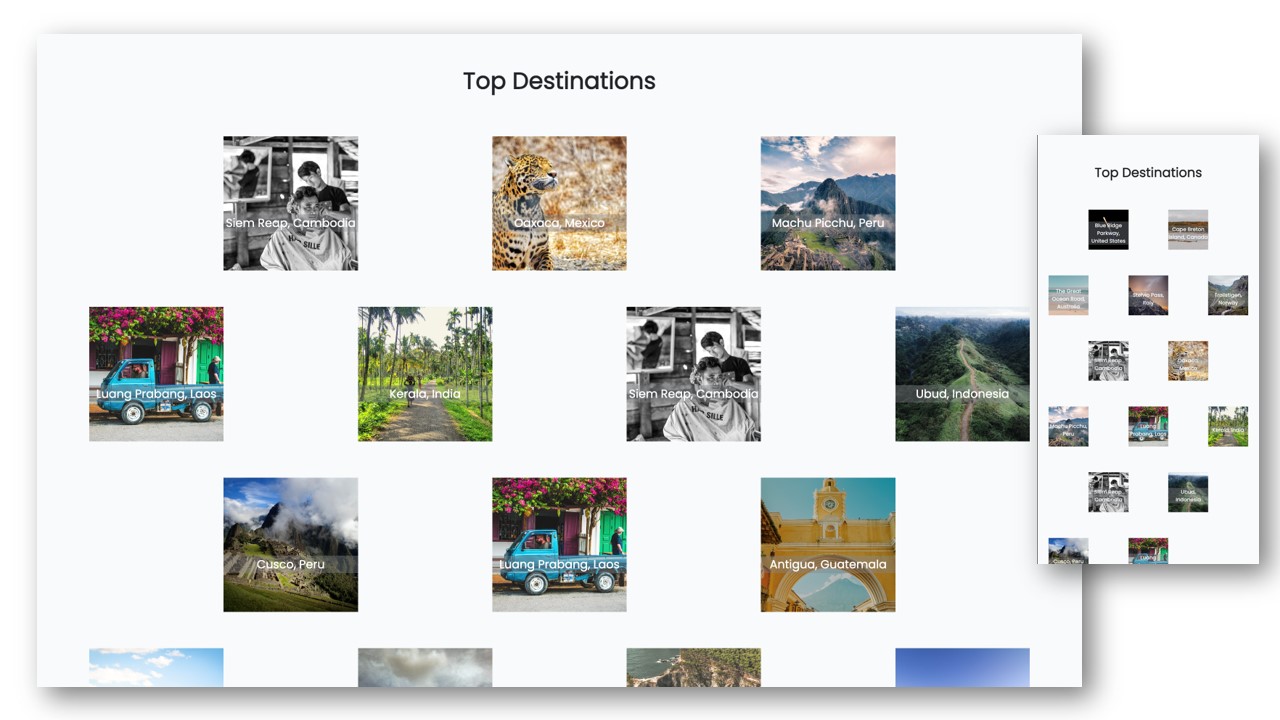 Top Destinations
Siem Reap, Cambodia
Oaxaca, Mexico
Machu Picchu, Peru
Luang Prabang, Laos
Kerala, India
Siem Reap, Cambodia
Ubud, Indonesia
Cusco, Peru
Luang Prabang, Laos
Antigua, Guatemala
Top Destinations
Blue Ridge
Parkway,
United States
Cape Breton
Island, Canada
The Great
Ocean Road,
Australia
Stelvio Pass,
Italy
Trollstigen,
Norway
Siem Reap,
Cambodia
Oaxaca,
Mexico
Machu Picchu,
Peru
Luang
Prabang, Laos
Kerala, India
Siem Reap,
Cambodia
Ubud,
Indonesia
Cusco, Peru
Luang